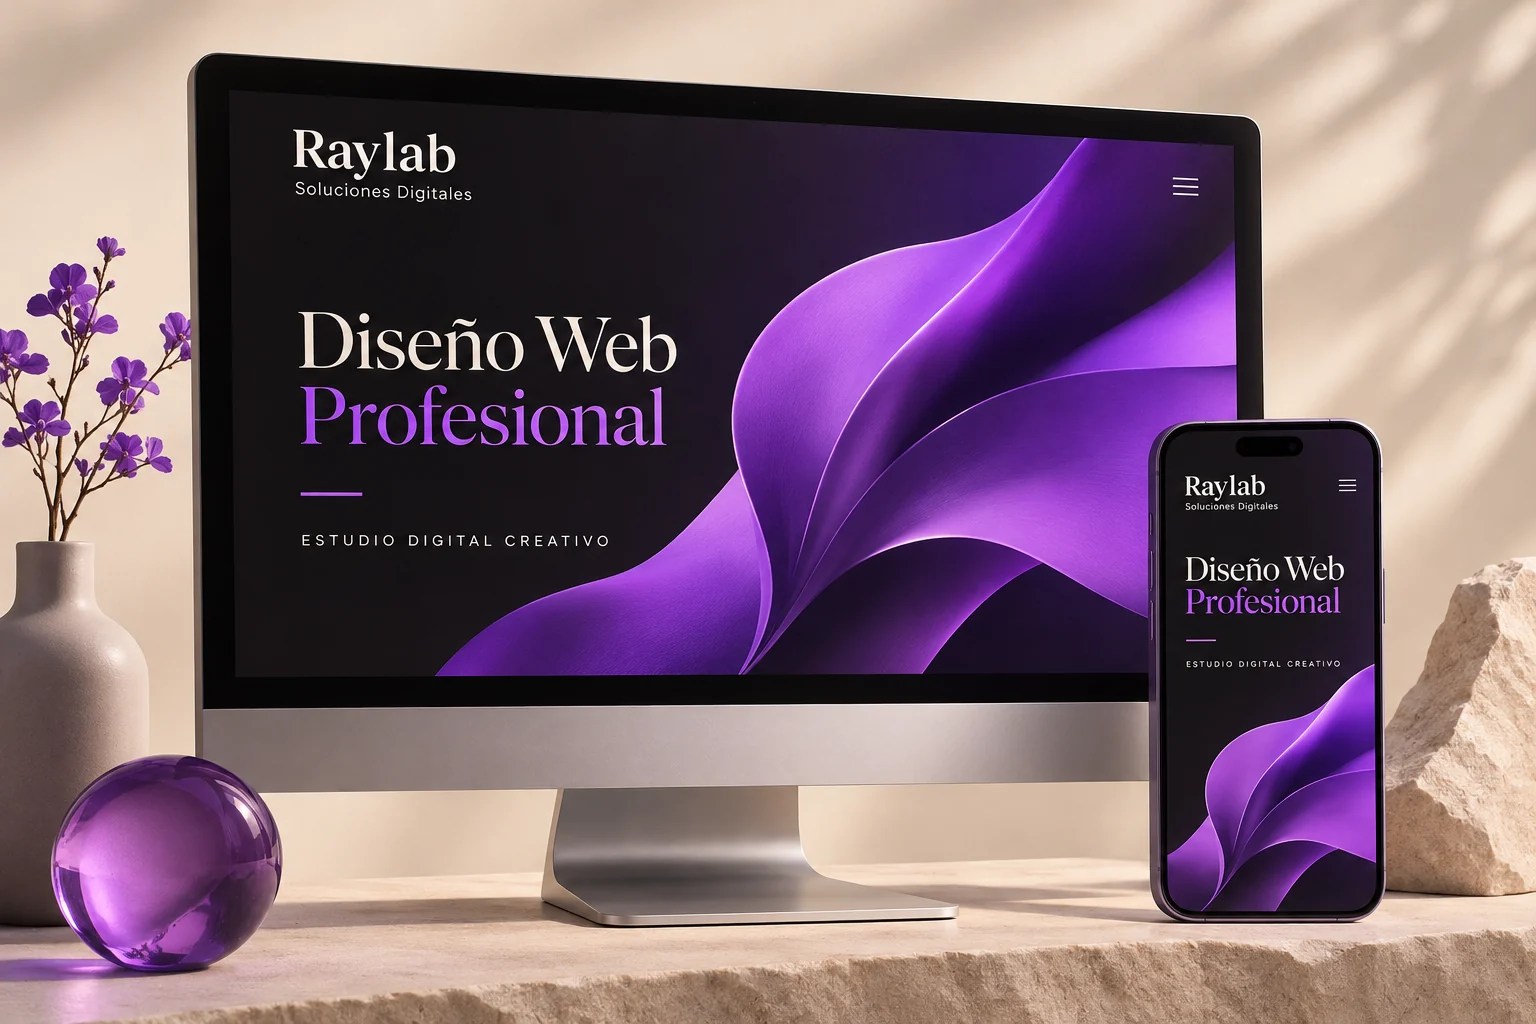 Raylab
Soluciones Digitales
Diseño Web
Profesional
ESTUDIO DIGITAL CREATIVO
Raylab
Soluciones Digitales
Diseño Web
Profesional
ESTUDIO DIGITAL CREATIVO